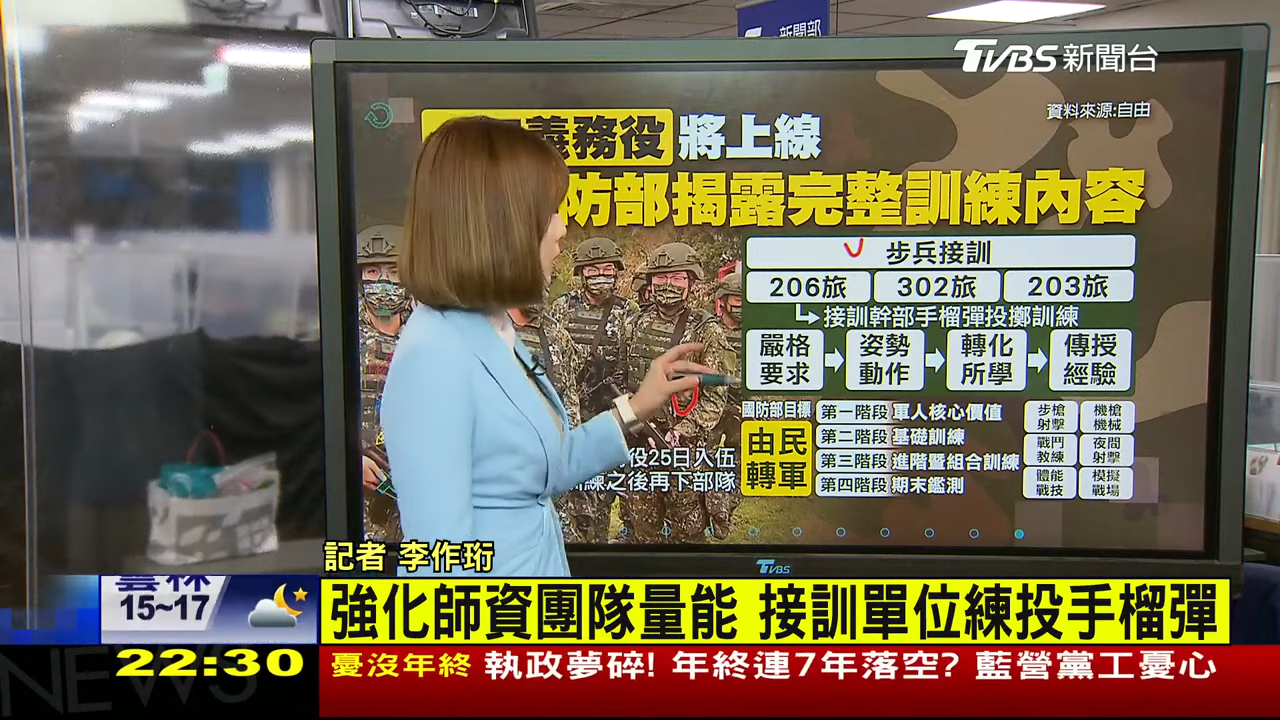 新聞部
TVBS新聞台
資料來源:自由
義務役 將上線
防部揭露完整訓練內容
步兵接訓
206旅 302旅 203旅
接訓幹部手榴彈投擲訓練
嚴格要求 姿勢動作 轉化所學 傳授經驗
國防部目標
由民轉軍
第一階段 軍人核心價值
第二階段 基礎訓練
第三階段 進階暨組合訓練
第四階段 期末鑑測
步槍射擊 機槍機械
戰鬥教練 夜間射擊
體能戰技 模擬戰場
役25日入伍
練之後再下部隊
TVBS
記者 李作珩
雲林
15~17
強化師資團隊量能 接訓單位練投手榴彈
NEWS
22:30
憂沒年終 執政夢碎! 年終連7年落空? 藍營黨工憂心